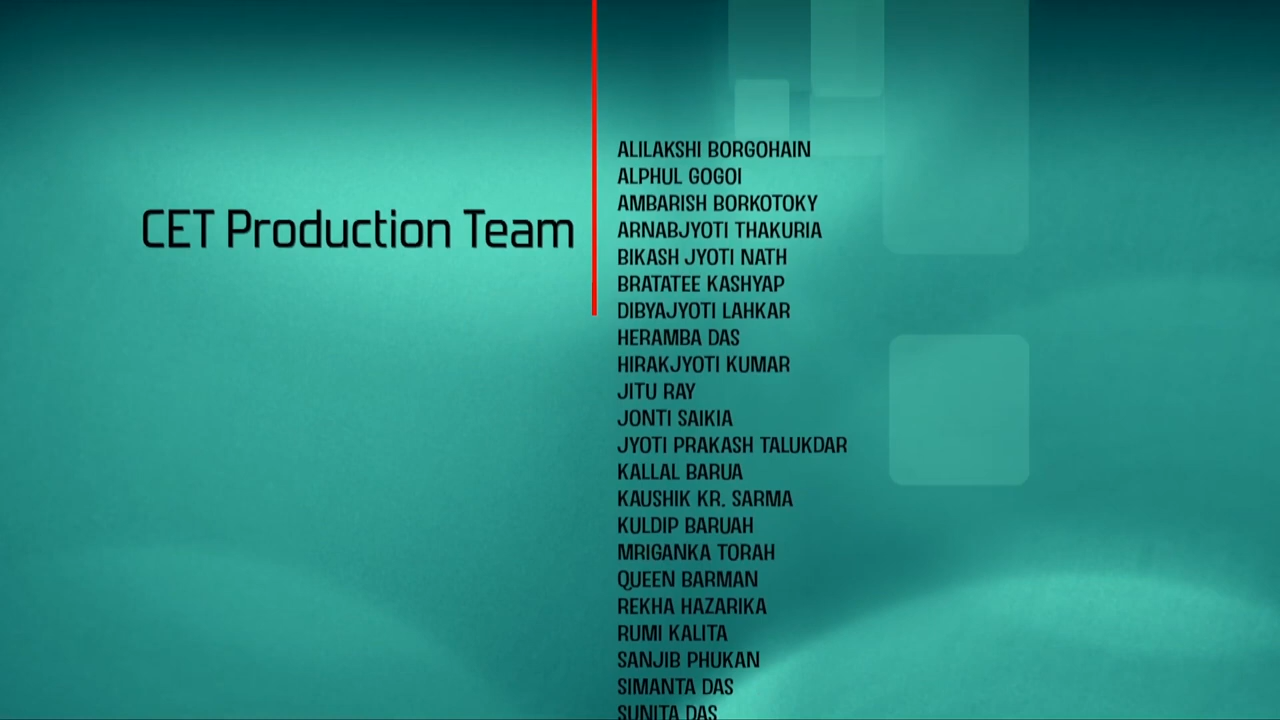 CET Production Team
ALILAKSHI BORGOHAIN
ALPHUL GOGOI
AMBARISH BORKOTOKY
ARNABJYOTI THAKURIA
BIKASH JYOTI NATH
BRATATEE KASHYAP
DIBYAJYOTI LAHKAR
HERAMBA DAS
HIRAKJYOTI KUMAR
JITU RAY
JONTI SAIKIA
JYOTI PRAKASH TALUKDAR
KALLAL BARUA
KAUSHIK KR. SARMA
KULDIP BARUAH
MRIGANKA TORAH
QUEEN BARMAN
REKHA HAZARIKA
RUMI KALITA
SANJIB PHUKAN
SIMANTA DAS
SUNITA DAS